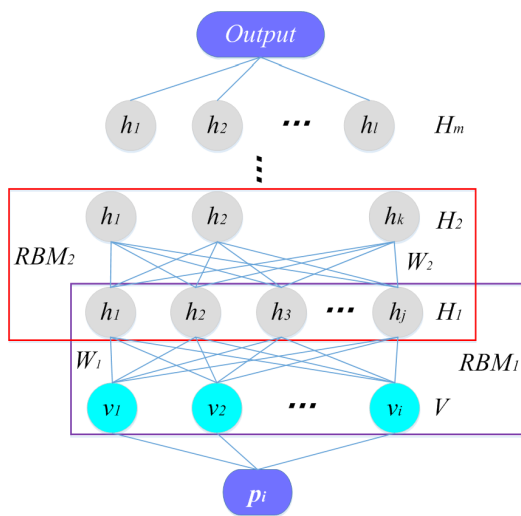 Output
h1 h2 ... hl Hm
h1 h2 hk H2
RBM2
W2
h1 h2 h3 ... hj H1
W1
RBM1
v1 v2 ... vi V
pi